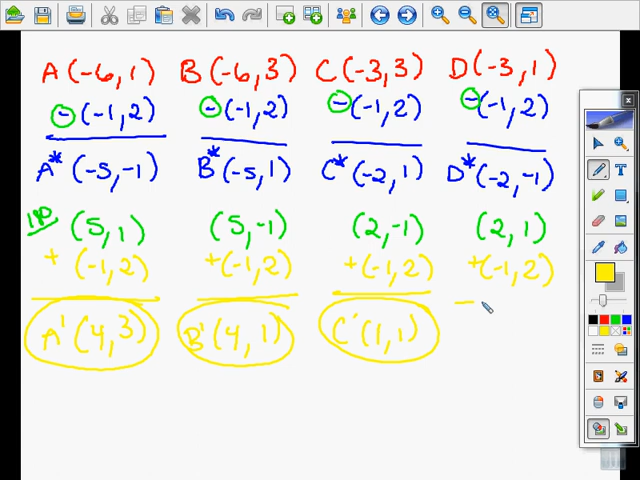 A(-6,1) B(-6,3) C(-3,3) D(-3,1)
-(-1,2) -(-1,2) -(-1,2) -(-1,2)
A*(-5,-1) B*(-5,1) C*(-2,1) D*(-2,-1)
180 (5,1) (5,-1) (2,-1) (2,1)
+(-1,2) +(-1,2) +(-1,2) +(-1,2)
A'(4,3) B'(4,1) C'(1,1)